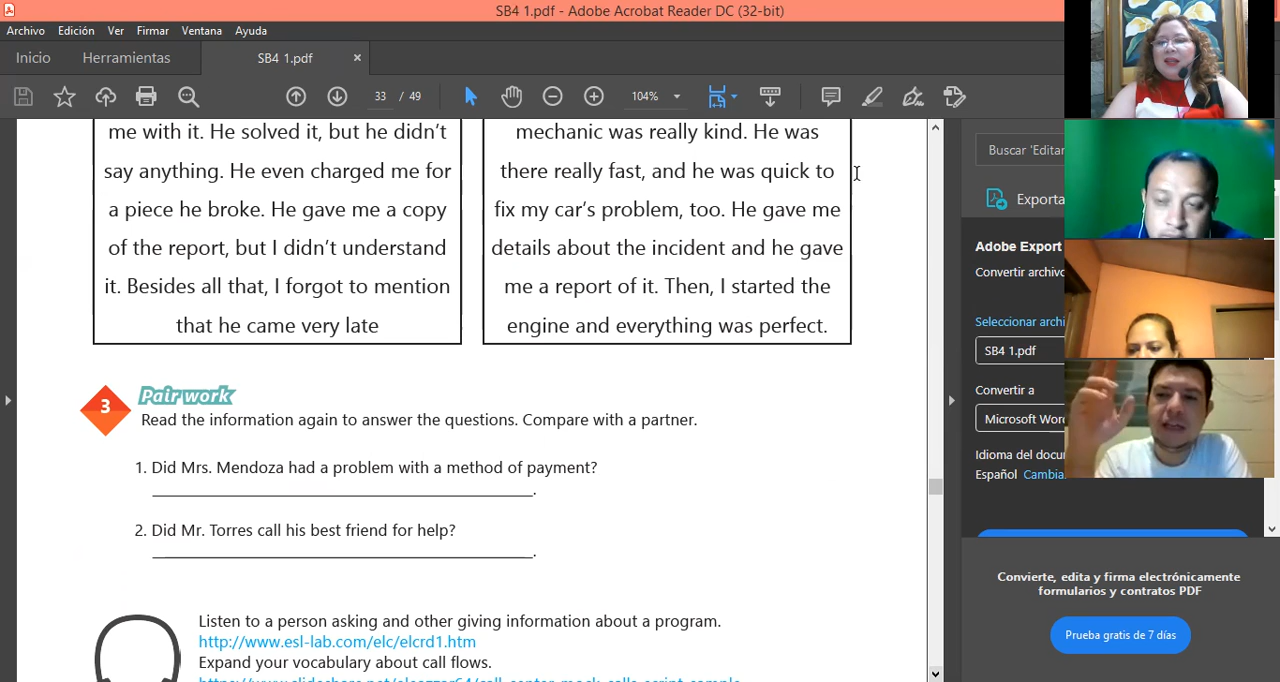 SB4 1.pdf - Adobe Acrobat Reader DC (32-bit)
Archivo Edición Ver Firmar Ventana Ayuda
Inicio Herramientas SB4 1.pdf ×
33 / 49 104%
me with it. He solved it, but he didn't
say anything. He even charged me for
a piece he broke. He gave me a copy
of the report, but I didn't understand
it. Besides all that, I forgot to mention
that he came very late
mechanic was really kind. He was
there really fast, and he was quick to
fix my car's problem, too. He gave me
details about the incident and he gave
me a report of it. Then, I started the
engine and everything was perfect.
3 Pair work
Read the information again to answer the questions. Compare with a partner.
1. Did Mrs. Mendoza had a problem with a method of payment?
.
2. Did Mr. Torres call his best friend for help?
.
Listen to a person asking and other giving information about a program.
http://www.esl-lab.com/elc/elcrd1.htm
Expand your vocabulary about call flows.
Buscar 'Editar
Exporta
Adobe Export
Convertir archivo
Seleccionar archi
SB4 1.pdf
Convertir a
Microsoft Word
Idioma del docu
Español Cambia
Convierte, edita y firma electrónicamente
formularios y contratos PDF
Prueba gratis de 7 días